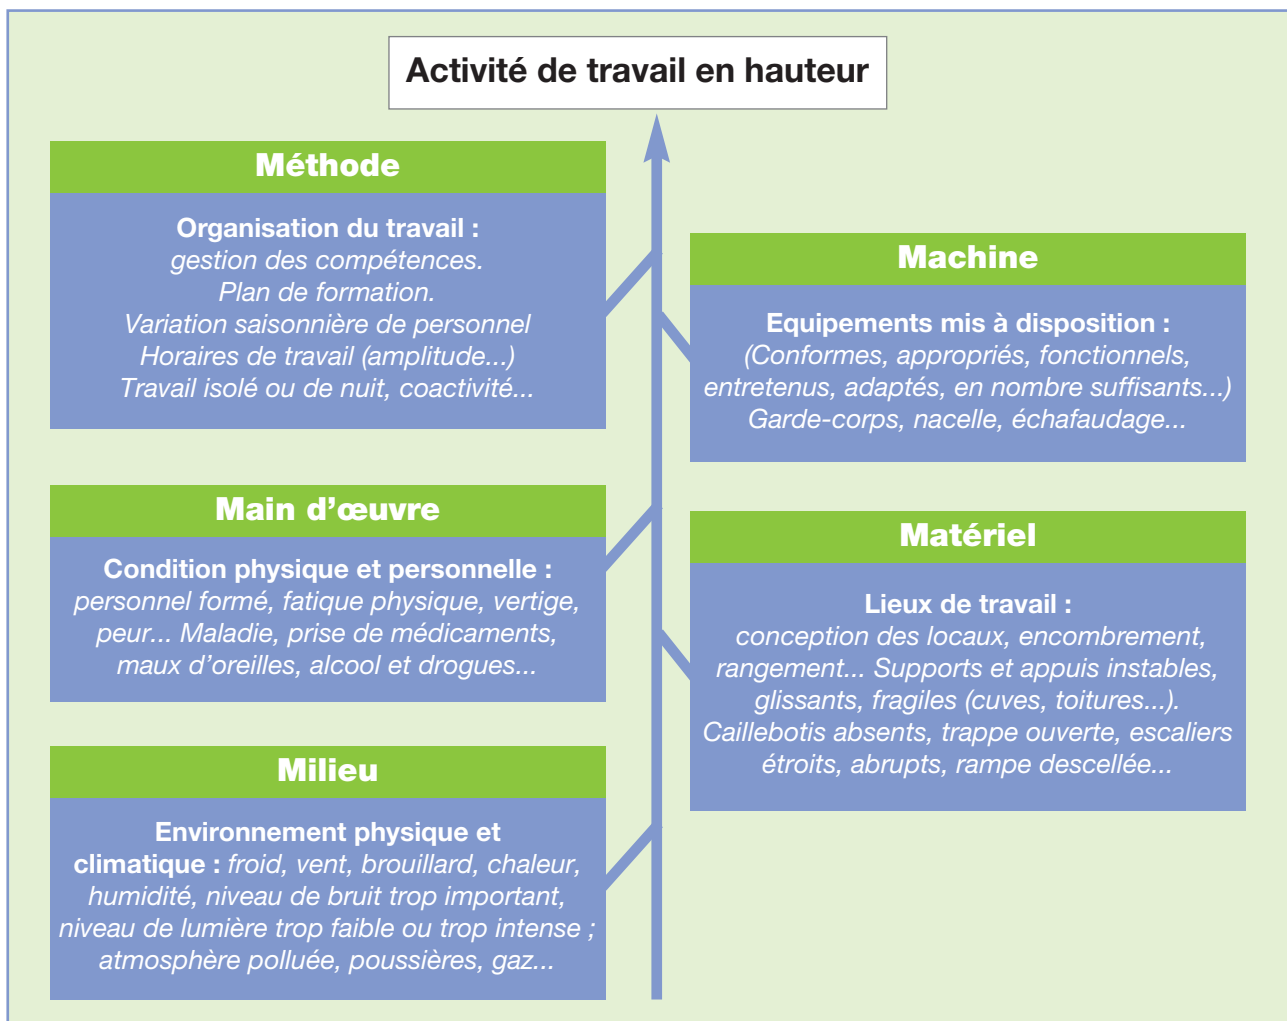 Activité de travail en hauteur
Méthode
Organisation du travail :
gestion des compétences.
Plan de formation.
Variation saisonnière de personnel
Horaires de travail (amplitude...)
Travail isolé ou de nuit, coactivité...
Machine
Equipements mis à disposition :
(Conformes, appropriés, fonctionnels,
entretenus, adaptés, en nombre suffisants...)
Garde-corps, nacelle, échafaudage...
Main d’œuvre
Condition physique et personnelle :
personnel formé, fatique physique, vertige,
peur... Maladie, prise de médicaments,
maux d’oreilles, alcool et drogues...
Matériel
Lieux de travail :
conception des locaux, encombrement,
rangement... Supports et appuis instables,
glissants, fragiles (cuves, toitures...).
Caillebotis absents, trappe ouverte, escaliers
étroits, abrupts, rampe descellée...
Milieu
Environnement physique et
climatique : froid, vent, brouillard, chaleur,
humidité, niveau de bruit trop important,
niveau de lumière trop faible ou trop intense ;
atmosphère polluée, poussières, gaz...